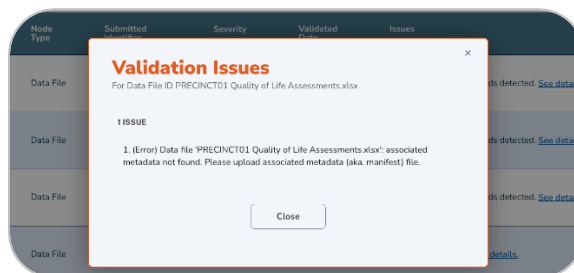 Node Type
Submitted Identifier
Severity
Validated Date
Issues
×
Validation Issues
For Data File ID PRECINCT01 Quality of Life Assessments.xlsx
1 ISSUE
1. (Error) Data file 'PRECINCT01 Quality of Life Assessments.xlsx': associated
metadata not found. Please upload associated metadata (aka. manifest) file.
Close
Data File
ds detected. See deta
Data File
ds detected. See deta
Data File
ds detected. See deta
Data File
details.